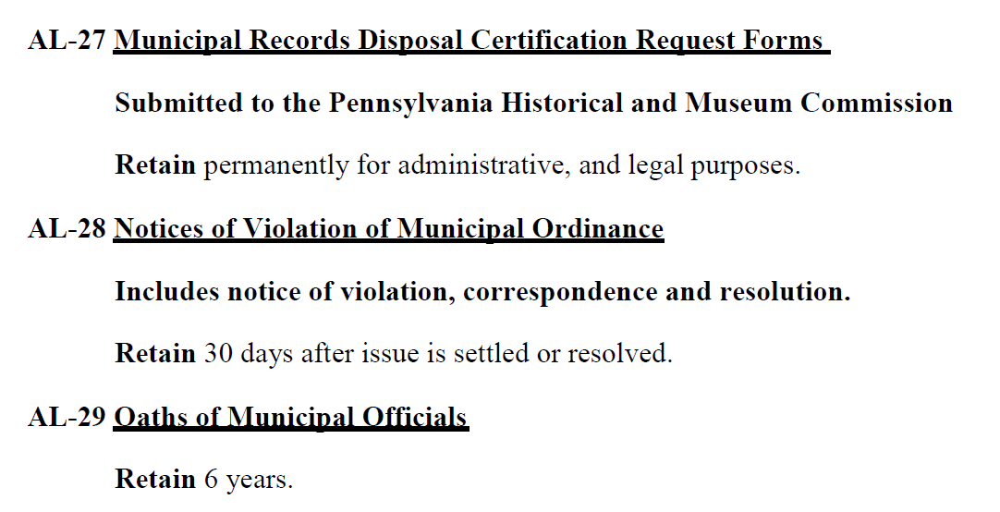 AL-27 Municipal Records Disposal Certification Request Forms
Submitted to the Pennsylvania Historical and Museum Commission
Retain permanently for administrative, and legal purposes.
AL-28 Notices of Violation of Municipal Ordinance
Includes notice of violation, correspondence and resolution.
Retain 30 days after issue is settled or resolved.
AL-29 Oaths of Municipal Officials
Retain 6 years.